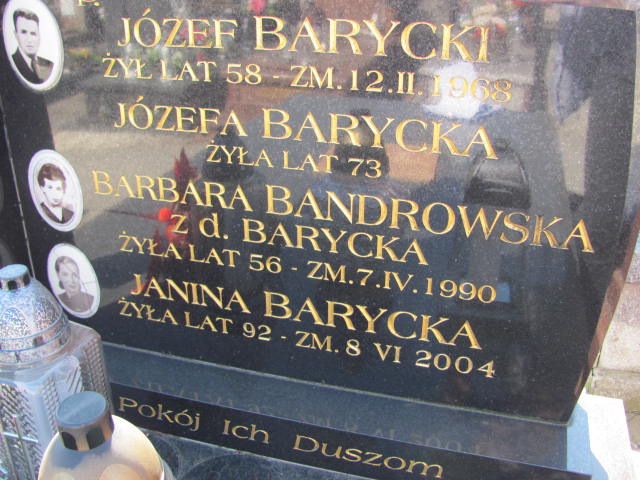 JÓZEF BARYCKI
ŻYŁ LAT 58 - ZM. 12. II. 1968
JÓZEFA BARYCKA
ŻYŁA LAT 73
BARBARA BANDROWSKA
z d. BARYCKA
ŻYŁA LAT 56 - ZM. 7. IV. 1990
JANINA BARYCKA
ŻYŁA LAT 92 - ZM. 8 VI 2004
Pokój Ich Duszom